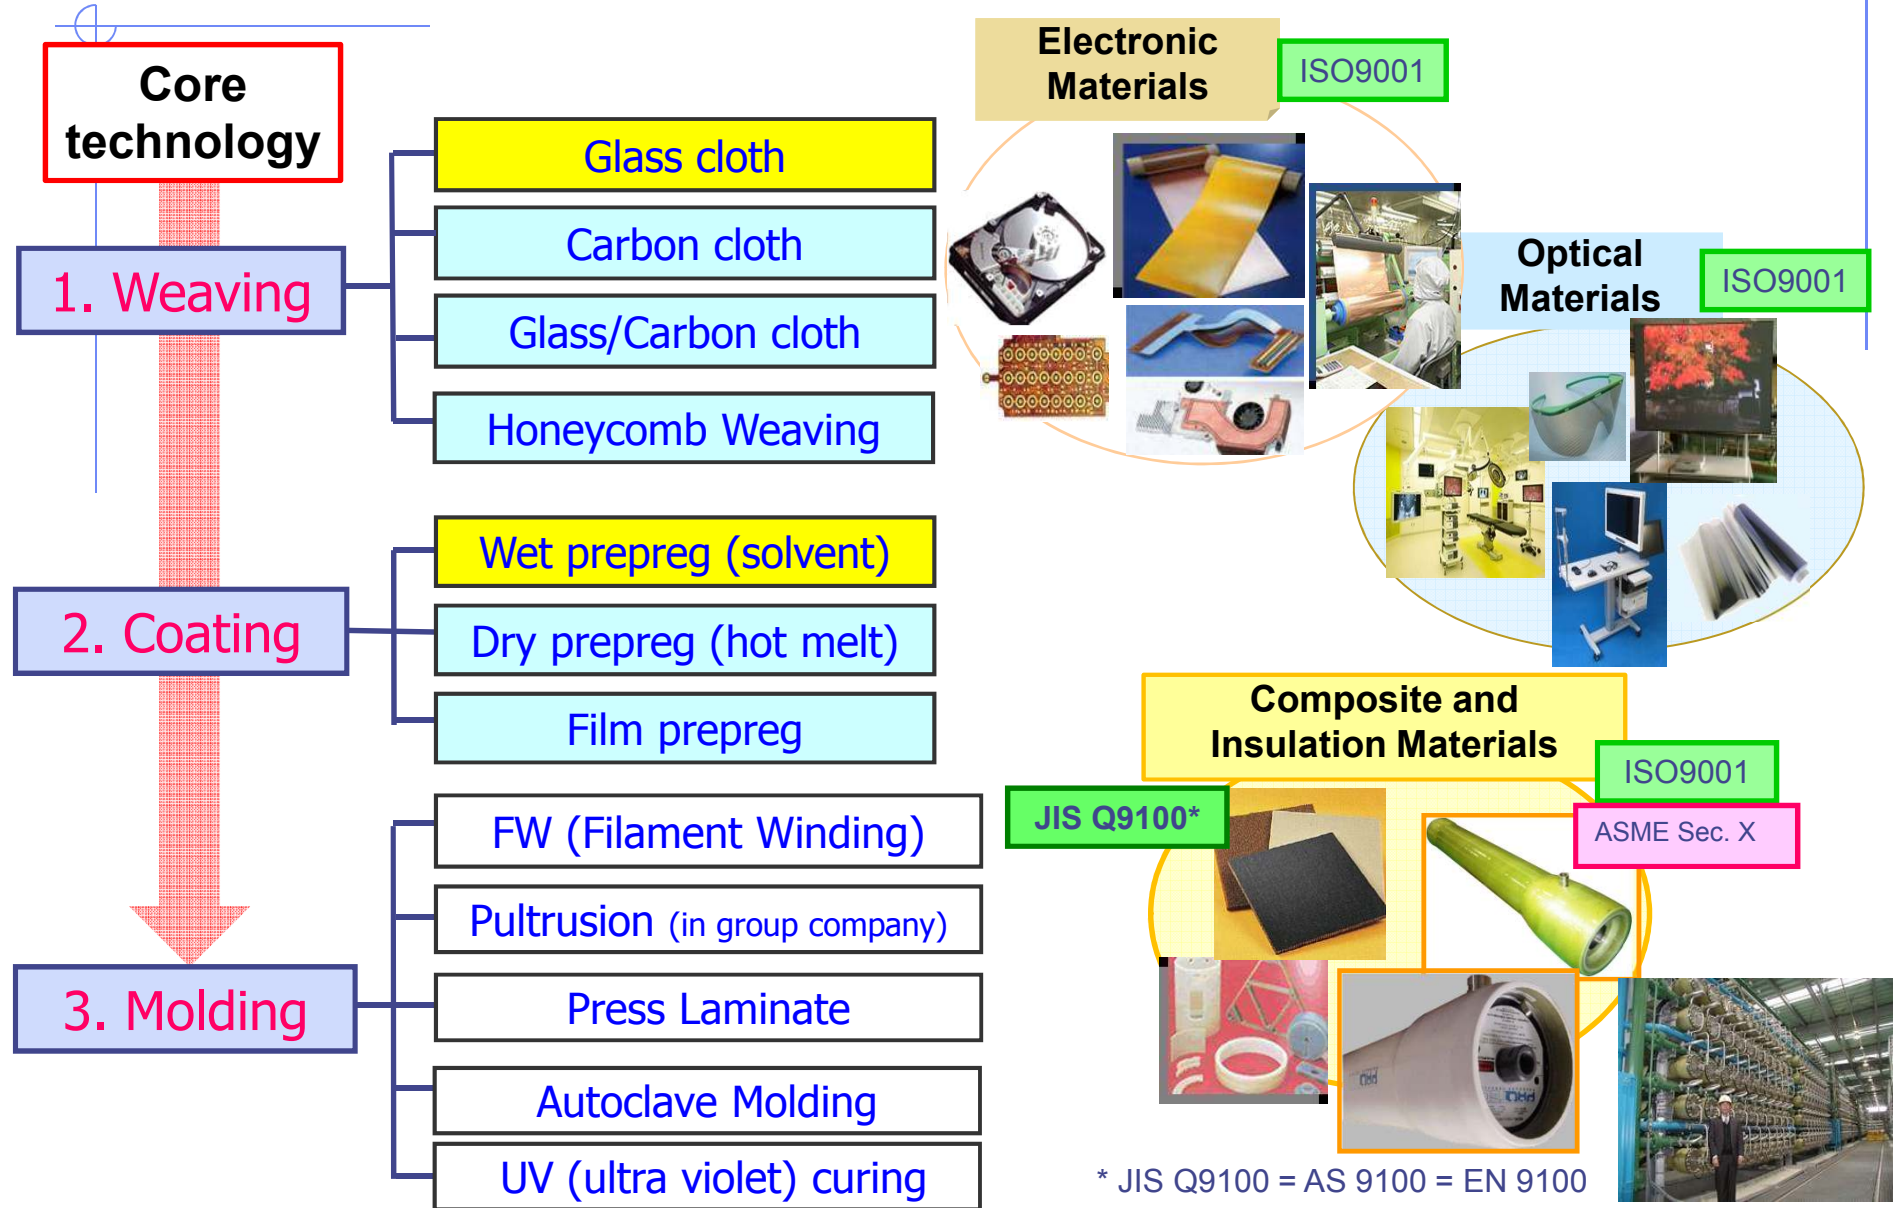 Core
technology
1. Weaving
Glass cloth
Carbon cloth
Glass/Carbon cloth
Honeycomb Weaving
2. Coating
Wet prepreg (solvent)
Dry prepreg (hot melt)
Film prepreg
3. Molding
FW (Filament Winding)
Pultrusion (in group company)
Press Laminate
Autoclave Molding
UV (ultra violet) curing
Electronic
Materials
ISO9001
Optical
Materials
ISO9001
Composite and
Insulation Materials
ISO9001
ASME Sec. X
JIS Q9100*
* JIS Q9100 = AS 9100 = EN 9100